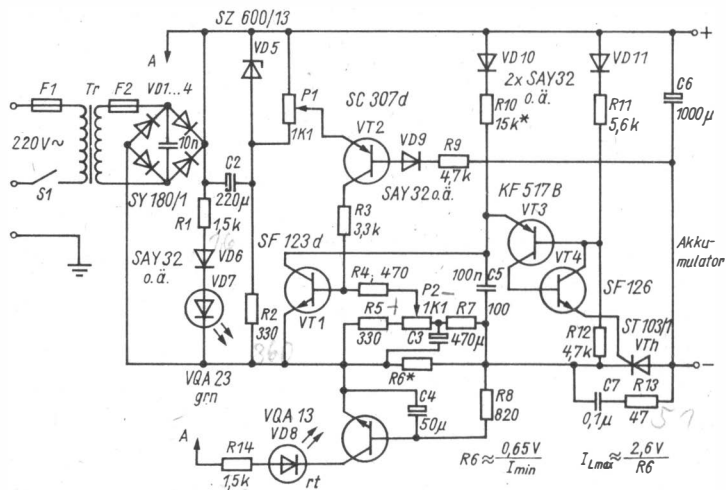 SZ 600/13
A
+
F1
Tr
F2
VD1...4
VD5
P1
1K1
SC 307d
VD10
2x SAY32
o.ä.
VD11
C6
1000µ
R10
15k*
R11
5,6k
220V~
10n
VT2
VD9
R9
4,7k
C2
220µ
S1
SY 180/1
SAY 32 o.ä.
KF 517B
VT3
R1
1,5k
R3
3,3k
SF 123d
SAY32
o.ä.
VD6
VD7
VT4
Akku-
mulator
R4; 470
100n
C5
100
P2
1K1
SF126
VT1
R2
330
R5
330
C3
R7
470µ
R12
4,7k
ST 103/1
VTh
−
VQA 23
grn
R6*
C4
50µ
R8
820
C7
0,1µ
R13
47
51
VQA 13
VD8
A
R14
1,5k
rt
R6 ≈ 0,65V / Imin
ILmax ≈ 2,6V / R6